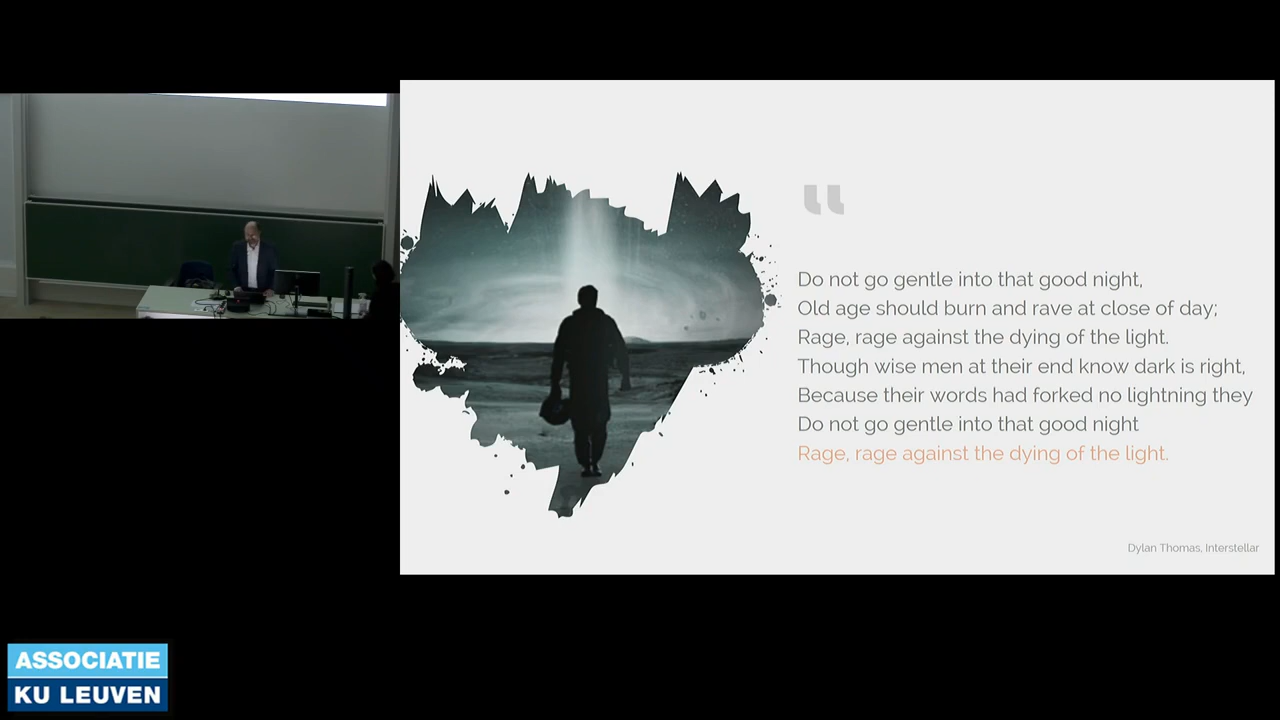 “
Do not go gentle into that good night,
Old age should burn and rave at close of day;
Rage, rage against the dying of the light.
Though wise men at their end know dark is right,
Because their words had forked no lightning they
Do not go gentle into that good night
Rage, rage against the dying of the light.
Dylan Thomas, Interstellar
ASSOCIATIE
KU LEUVEN